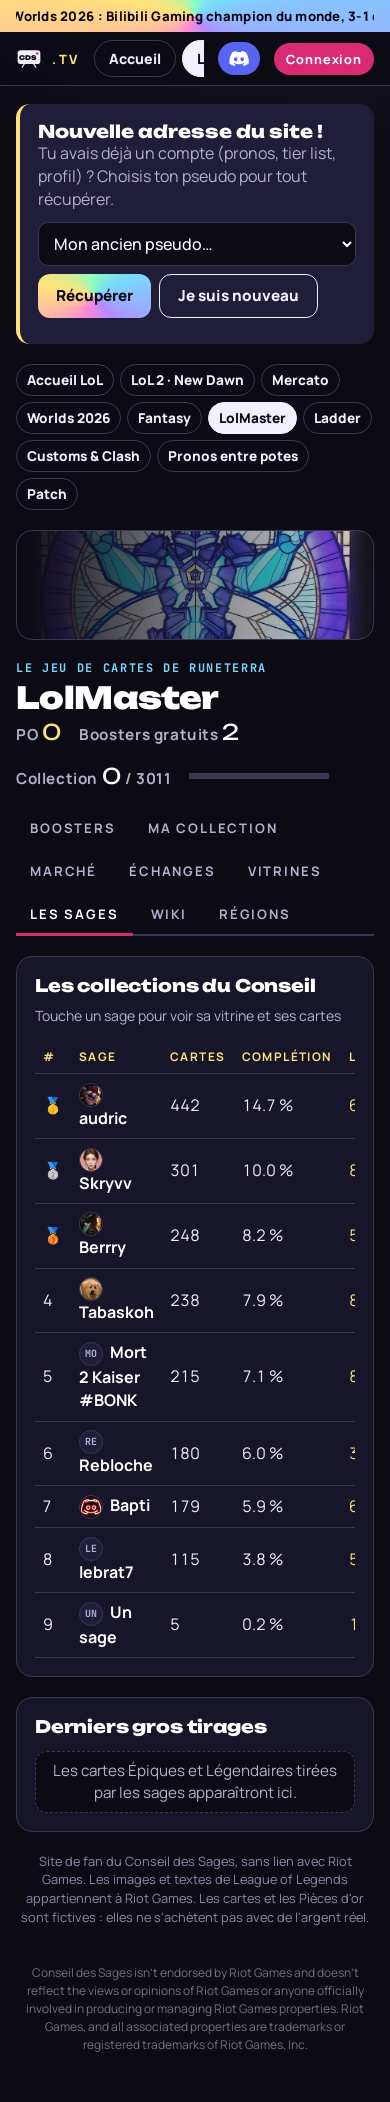 Worlds 2026 : Bilibili Gaming champion du monde, 3-1
CDS .TV Accueil L Connexion
Nouvelle adresse du site !
Tu avais déjà un compte (pronos, tier list,
profil) ? Choisis ton pseudo pour tout
récupérer.
Mon ancien pseudo…
Récupérer Je suis nouveau
Accueil LoL LoL 2 · New Dawn Mercato
Worlds 2026 Fantasy LolMaster Ladder
Customs & Clash Pronos entre potes
Patch
LE JEU DE CARTES DE RUNETERRA
LolMaster
PO 0 Boosters gratuits 2
Collection 0 / 3011
BOOSTERS MA COLLECTION
MARCHÉ ÉCHANGES VITRINES
LES SAGES WIKI RÉGIONS
Les collections du Conseil
Touche un sage pour voir sa vitrine et ses cartes
# SAGE CARTES COMPLÉTION L
🥇 audric 442 14.7 % 6
🥈 Skryvv 301 10.0 % 8
🥉 Berrry 248 8.2 % 5
4 Tabaskoh 238 7.9 % 8
5 MO Mort
2 Kaiser 215 7.1 % 8
#BONK
6 RE Rebloche 180 6.0 % 3
7 Bapti 179 5.9 % 6
8 LE lebrat7 115 3.8 % 5
9 UN Un
sage 5 0.2 % 1
Derniers gros tirages
Les cartes Épiques et Légendaires tirées
par les sages apparaîtront ici.
Site de fan du Conseil des Sages, sans lien avec Riot
Games. Les images et textes de League of Legends
appartiennent à Riot Games. Les cartes et les Pièces d'or
sont fictives : elles ne s'achètent pas avec de l'argent réel.
Conseil des Sages isn't endorsed by Riot Games and doesn't
reflect the views or opinions of Riot Games or anyone officially
involved in producing or managing Riot Games properties. Riot
Games, and all associated properties are trademarks or
registered trademarks of Riot Games, Inc.